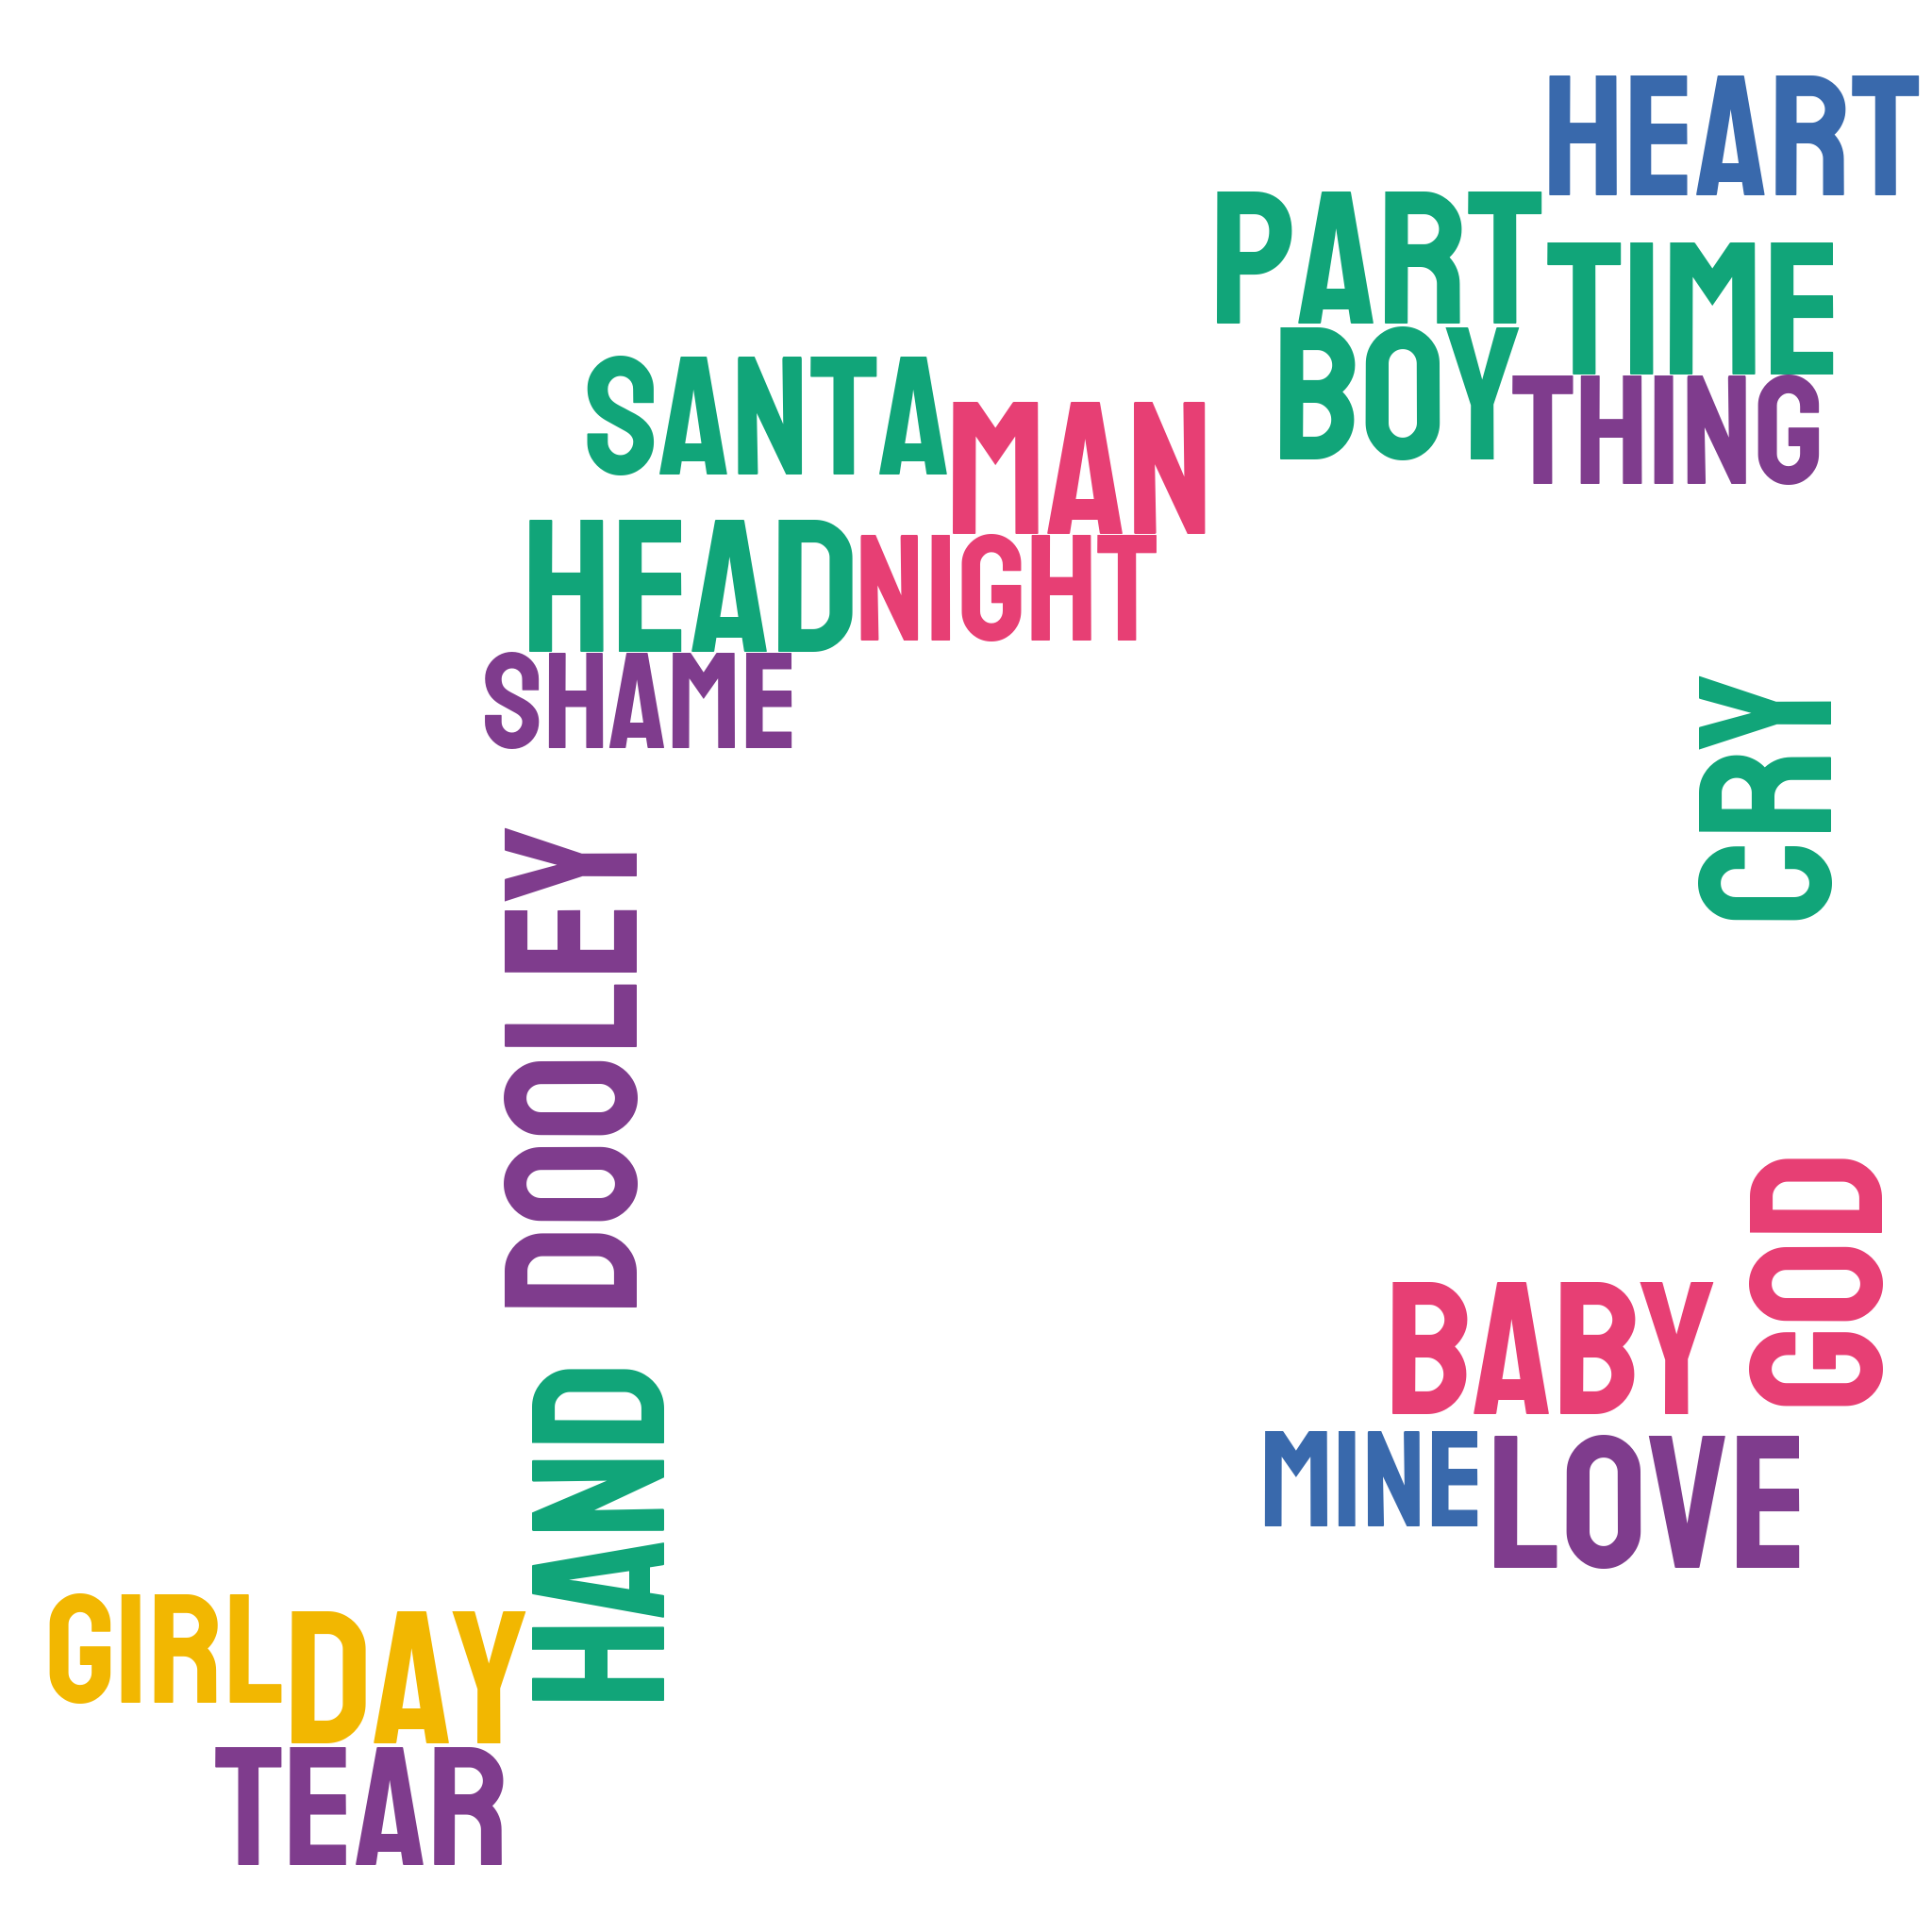 HEART
PART
TIME
BOY
THING
SANTA
MAN
HEAD
NIGHT
SHAME
CRY
DOOLEY
GOD
BABY
HAND
MINE
LOVE
GIRL
DAY
TEAR